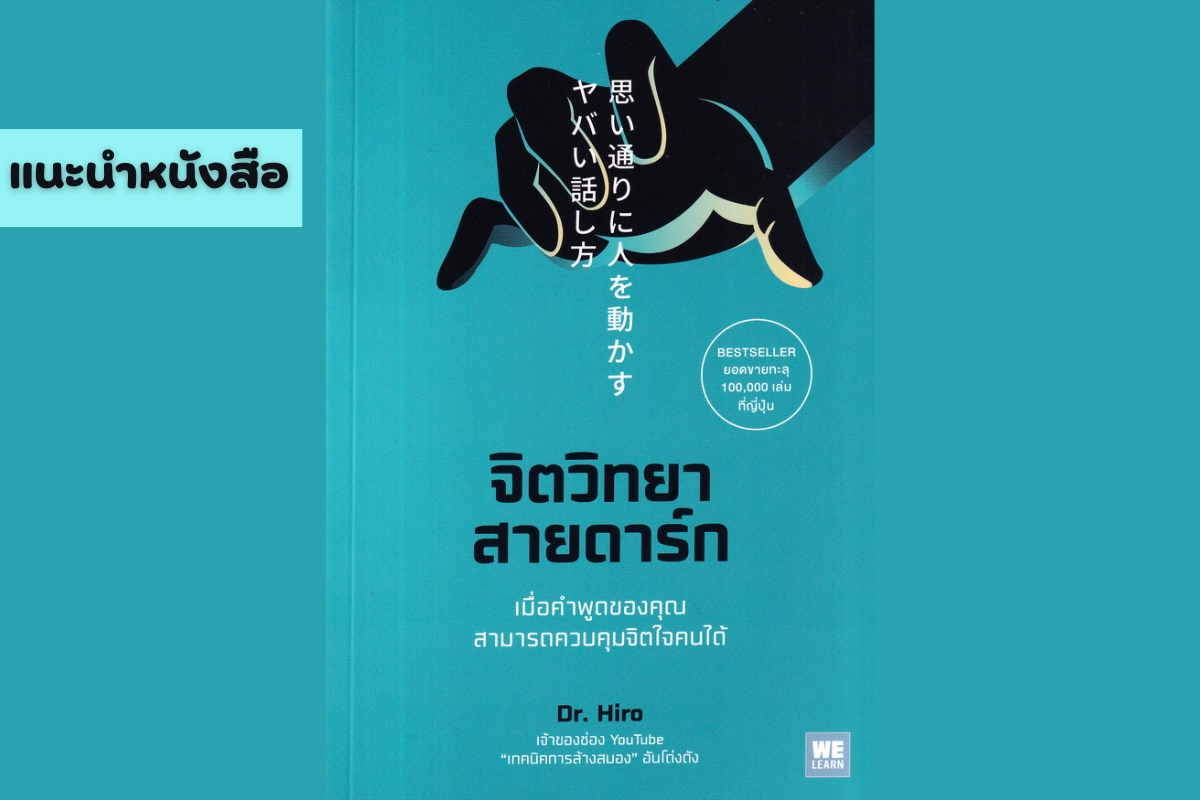 แนะนำหนังสือ
思い通りに人を動かす
ヤバい話し方
BESTSELLER
ยอดขายทะลุ
100,000 เล่ม
ที่ญี่ปุ่น
จิตวิทยา
สายดาร์ก
เมื่อคำพูดของคุณ
สามารถควบคุมจิตใจคนได้
Dr. Hiro
เจ้าของช่อง YouTube
“เทคนิคการล้างสมอง” อันโด่งดัง
WE
LEARN